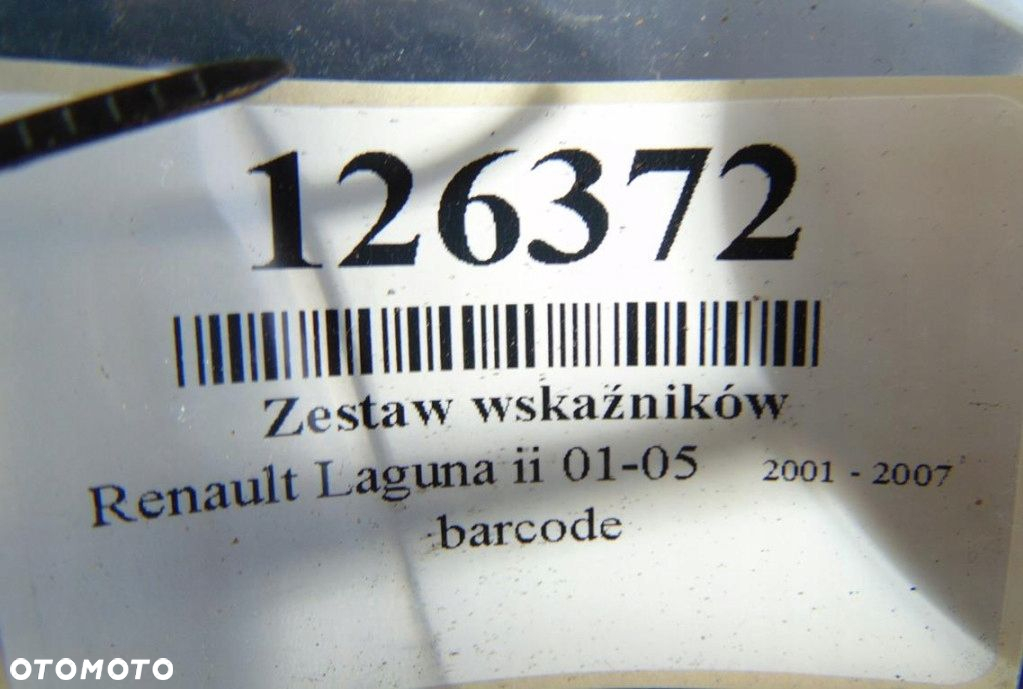 126372
Zestaw wskaźników
Renault Laguna ii 01-05 2001 - 2007
barcode
OTOMOTO